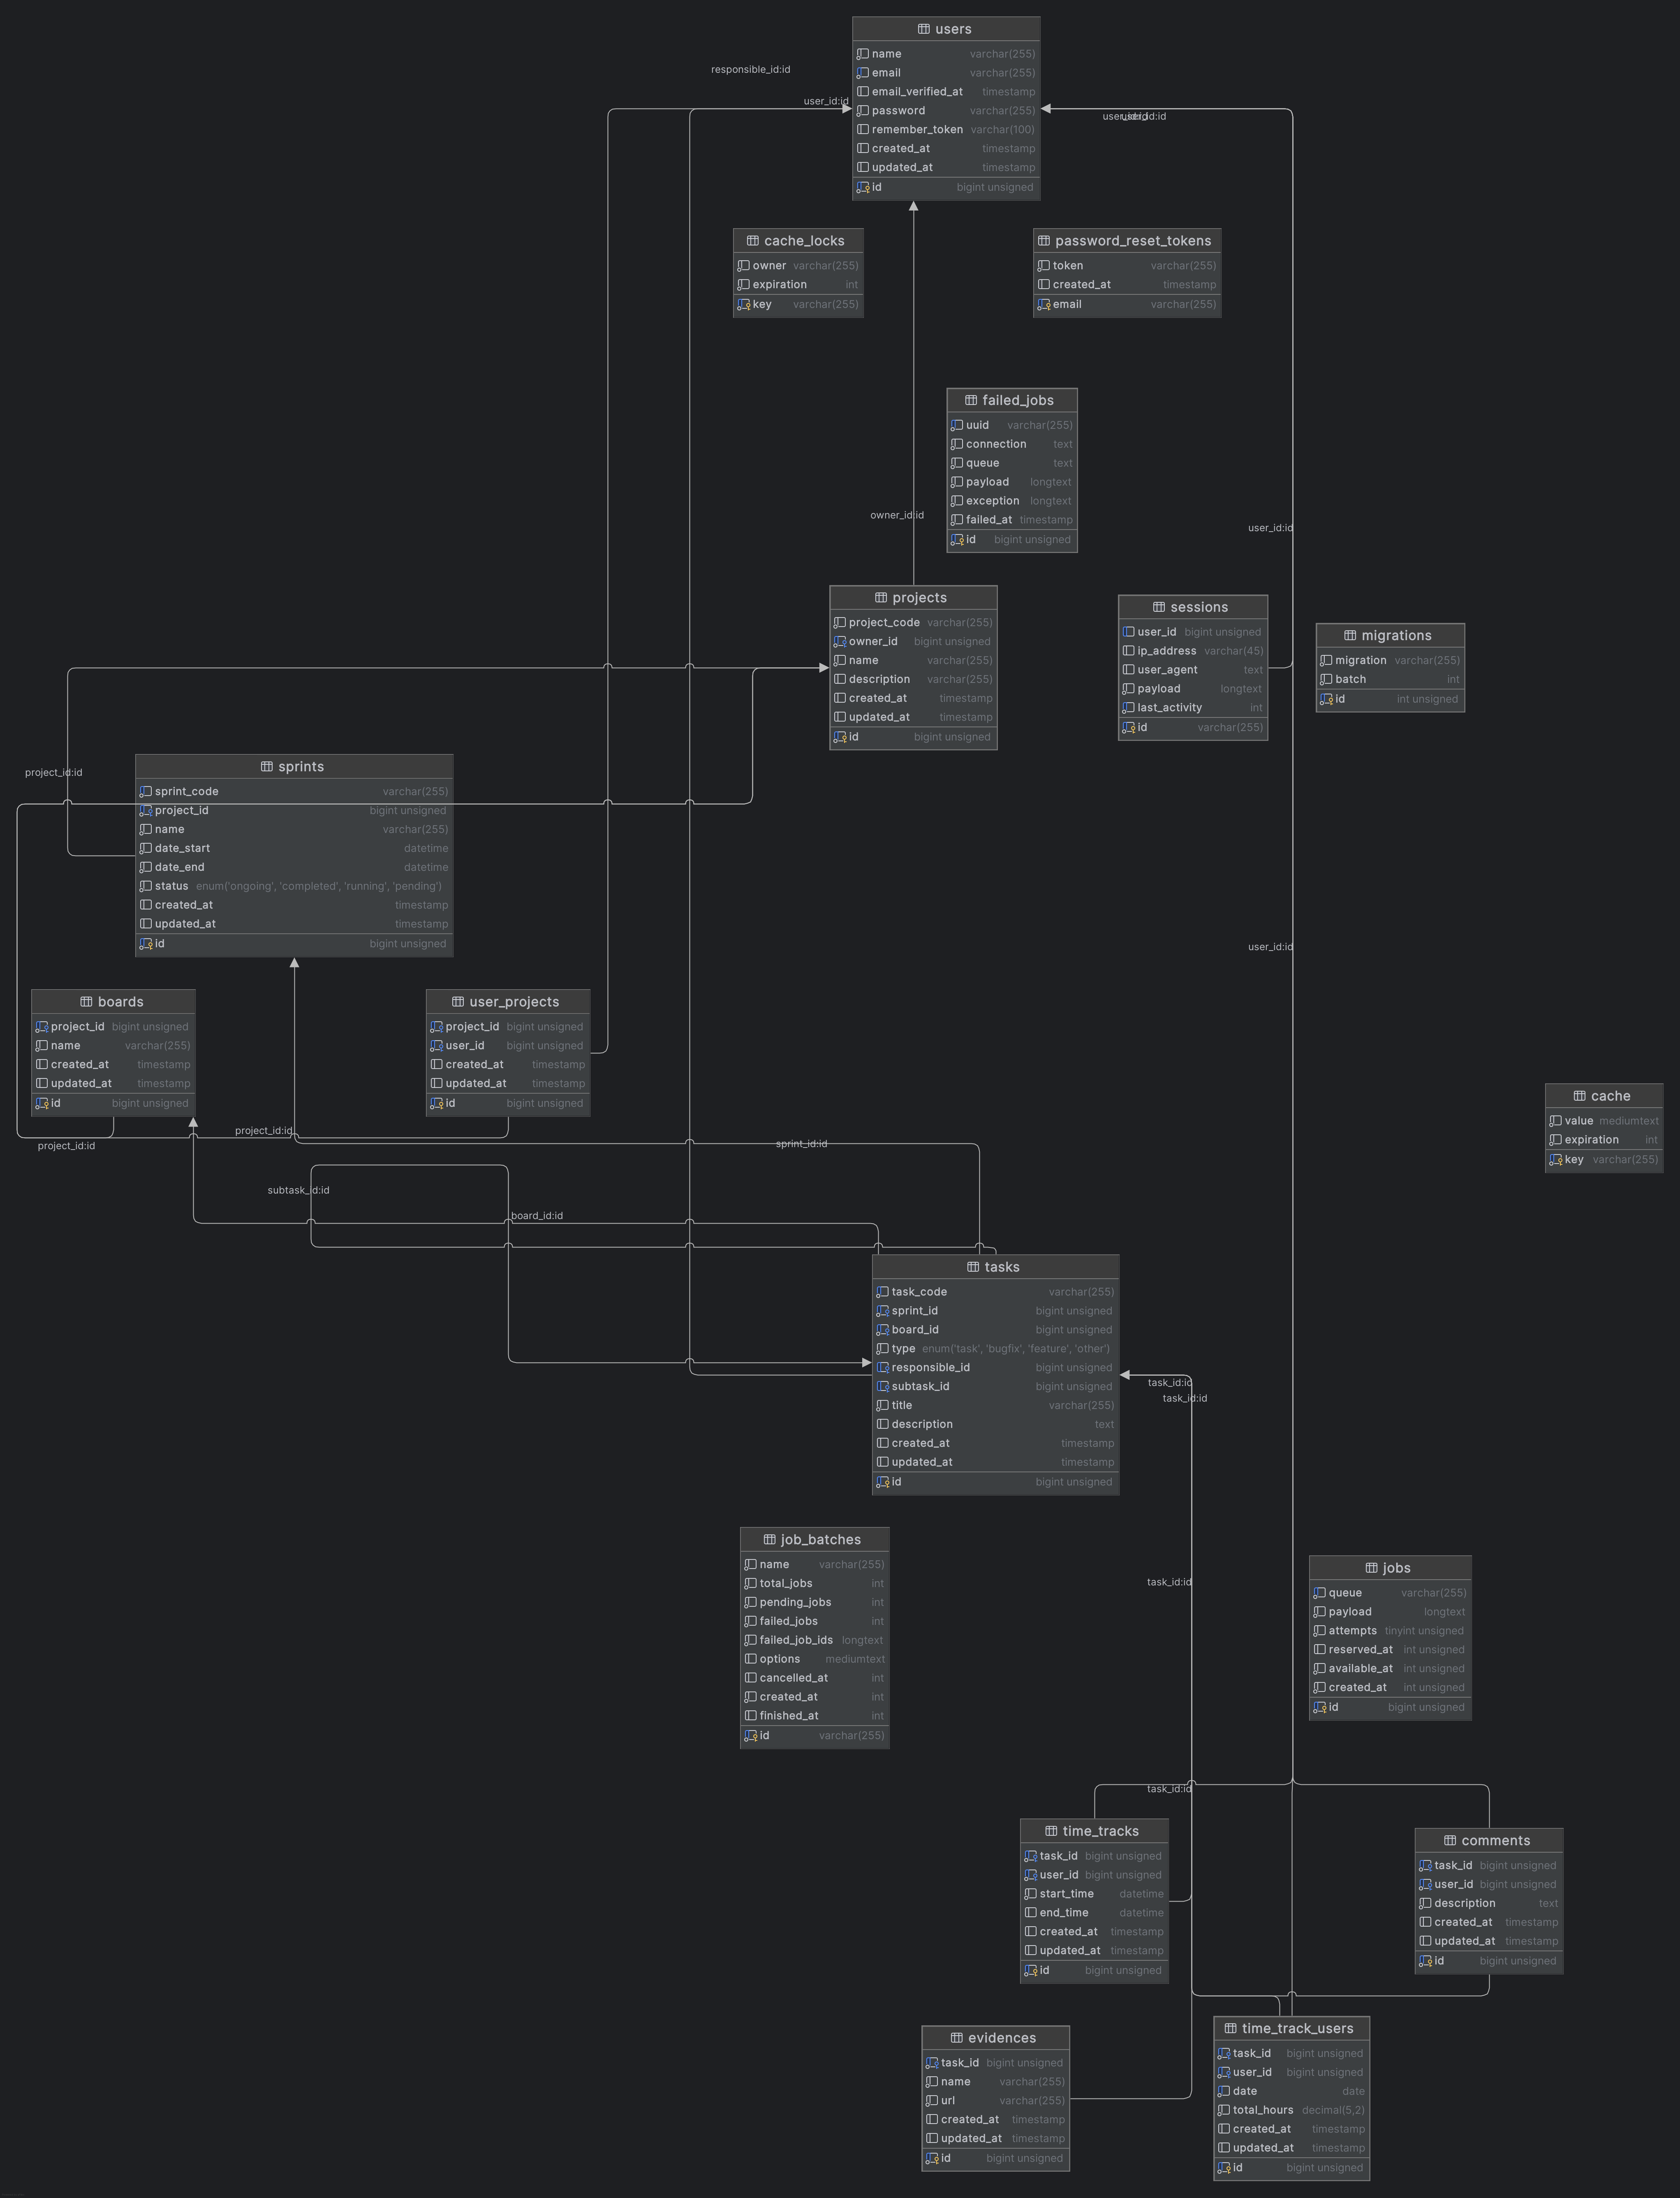 users
name varchar(255)
email varchar(255)
email_verified_at timestamp
password varchar(255)
remember_token varchar(100)
created_at timestamp
updated_at timestamp
id bigint unsigned
responsible_id:id
user_id:id
user_id:id
cache_locks
owner varchar(255)
expiration int
key varchar(255)
password_reset_tokens
token varchar(255)
created_at timestamp
email varchar(255)
failed_jobs
uuid varchar(255)
connection text
queue text
payload longtext
exception longtext
failed_at timestamp
id bigint unsigned
owner_id:id
user_id:id
projects
project_code varchar(255)
owner_id bigint unsigned
name varchar(255)
description varchar(255)
created_at timestamp
updated_at timestamp
id bigint unsigned
sessions
user_id bigint unsigned
ip_address varchar(45)
user_agent text
payload longtext
last_activity int
id varchar(255)
migrations
migration varchar(255)
batch int
id int unsigned
project_id:id
sprints
sprint_code varchar(255)
project_id bigint unsigned
name varchar(255)
date_start datetime
date_end datetime
status enum('ongoing', 'completed', 'running', 'pending')
created_at timestamp
updated_at timestamp
id bigint unsigned
user_id:id
boards
project_id bigint unsigned
name varchar(255)
created_at timestamp
updated_at timestamp
id bigint unsigned
user_projects
project_id bigint unsigned
user_id bigint unsigned
created_at timestamp
updated_at timestamp
id bigint unsigned
cache
value mediumtext
expiration int
key varchar(255)
project_id:id
project_id:id
sprint_id:id
subtask_id:id
board_id:id
tasks
task_code varchar(255)
sprint_id bigint unsigned
board_id bigint unsigned
type enum('task', 'bugfix', 'feature', 'other')
responsible_id bigint unsigned
subtask_id bigint unsigned
title varchar(255)
description text
created_at timestamp
updated_at timestamp
id bigint unsigned
task_id:id
task_id:id
job_batches
name varchar(255)
total_jobs int
pending_jobs int
failed_jobs int
failed_job_ids longtext
options mediumtext
cancelled_at int
created_at int
finished_at int
id varchar(255)
task_id:id
jobs
queue varchar(255)
payload longtext
attempts tinyint unsigned
reserved_at int unsigned
available_at int unsigned
created_at int unsigned
id bigint unsigned
task_id:id
time_tracks
task_id bigint unsigned
user_id bigint unsigned
start_time datetime
end_time datetime
created_at timestamp
updated_at timestamp
id bigint unsigned
comments
task_id bigint unsigned
user_id bigint unsigned
description text
created_at timestamp
updated_at timestamp
id bigint unsigned
evidences
task_id bigint unsigned
name varchar(255)
url varchar(255)
created_at timestamp
updated_at timestamp
id bigint unsigned
time_track_users
task_id bigint unsigned
user_id bigint unsigned
date date
total_hours decimal(5,2)
created_at timestamp
updated_at timestamp
id bigint unsigned